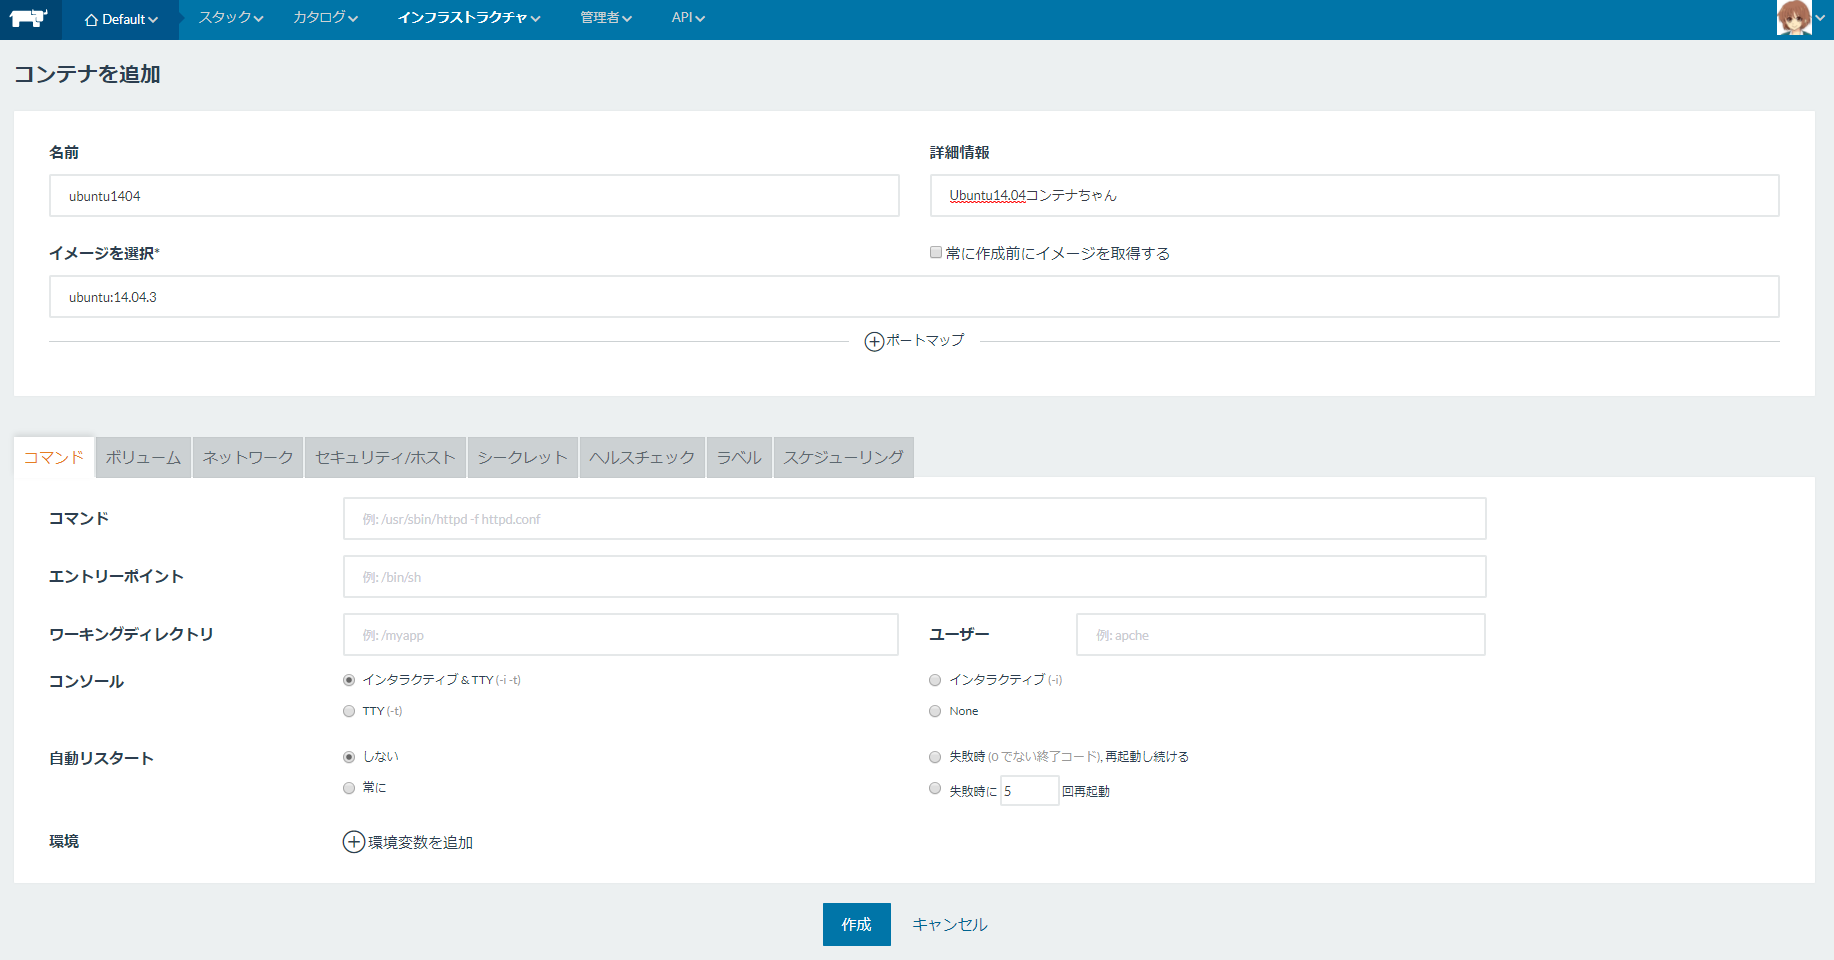 Default スタック カタログ インフラストラクチャ 管理者 API
コンテナを追加
名前 詳細情報
ubuntu1404 Ubuntu14.04コンテナちゃん
イメージを選択* 常に作成前にイメージを取得する
ubuntu:14.04.3
ポートマップ
コマンド ボリューム ネットワーク セキュリティ/ホスト シークレット ヘルスチェック ラベル スケジューリング
コマンド 例: /usr/sbin/httpd -f httpd.conf
エントリーポイント 例: /bin/sh
ワーキングディレクトリ 例: /myapp ユーザー 例: apche
コンソール インタラクティブ & TTY (-i -t) インタラクティブ (-i)
TTY (-t) None
自動リスタート しない 失敗時 (0 でない終了コード), 再起動し続ける
常に 失敗時に 5 回再起動
環境 環境変数を追加
作成 キャンセル